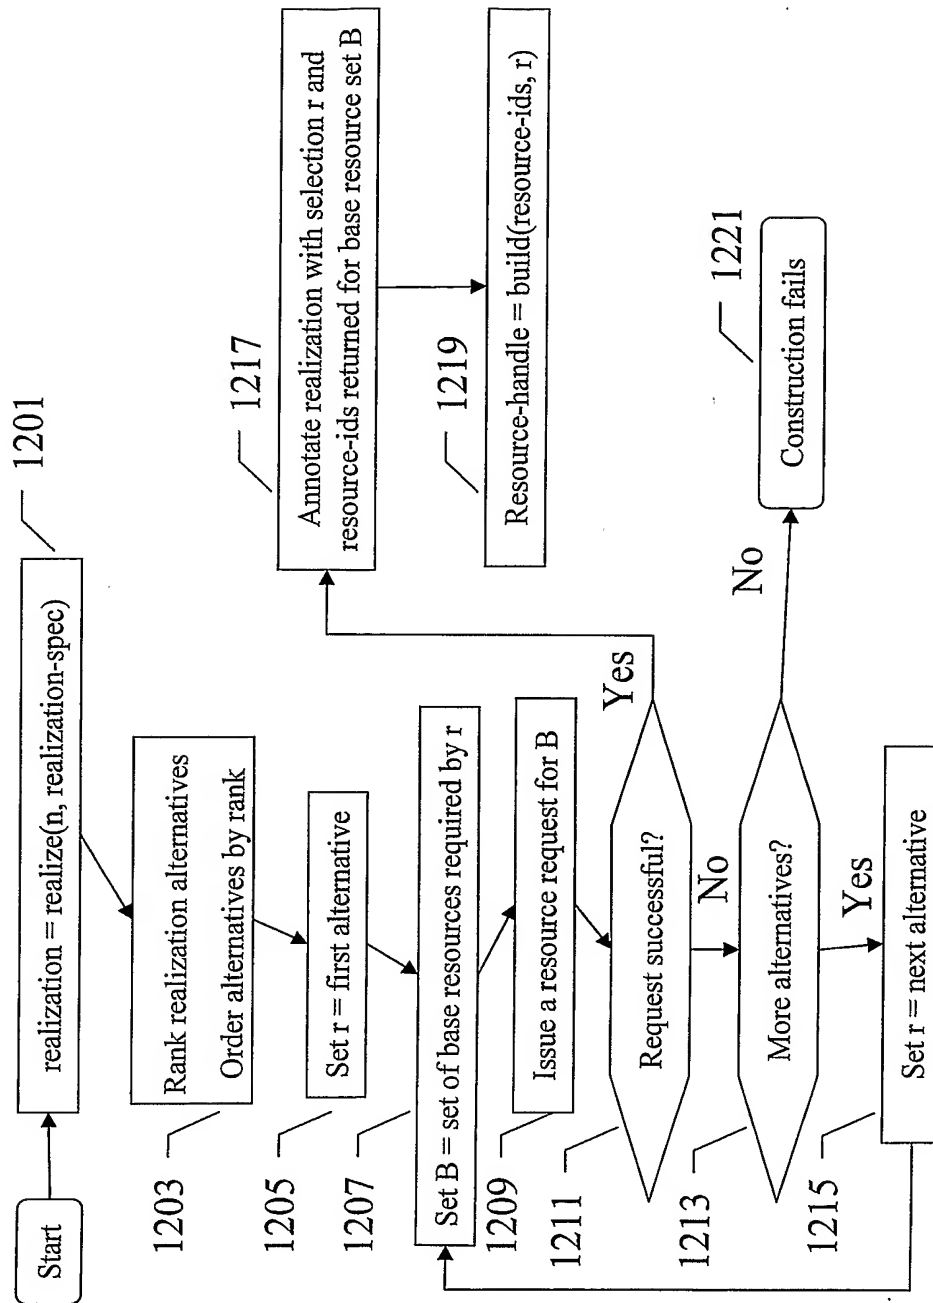 Start
realization = realize(n, realization-spec)
1201
Rank realization alternatives
Order alternatives by rank
1203
Set r = first alternative
1205
Set B = set of base resources required by r
1207
Issue a resource request for B
1209
Request successful?
1211
Yes
No
More alternatives?
1213
Yes
No
Set r = next alternative
1215
Annotate realization with selection r and
resource-ids returned for base resource set B
1217
Resource-handle = build(resource-ids, r)
1219
Construction fails
1221